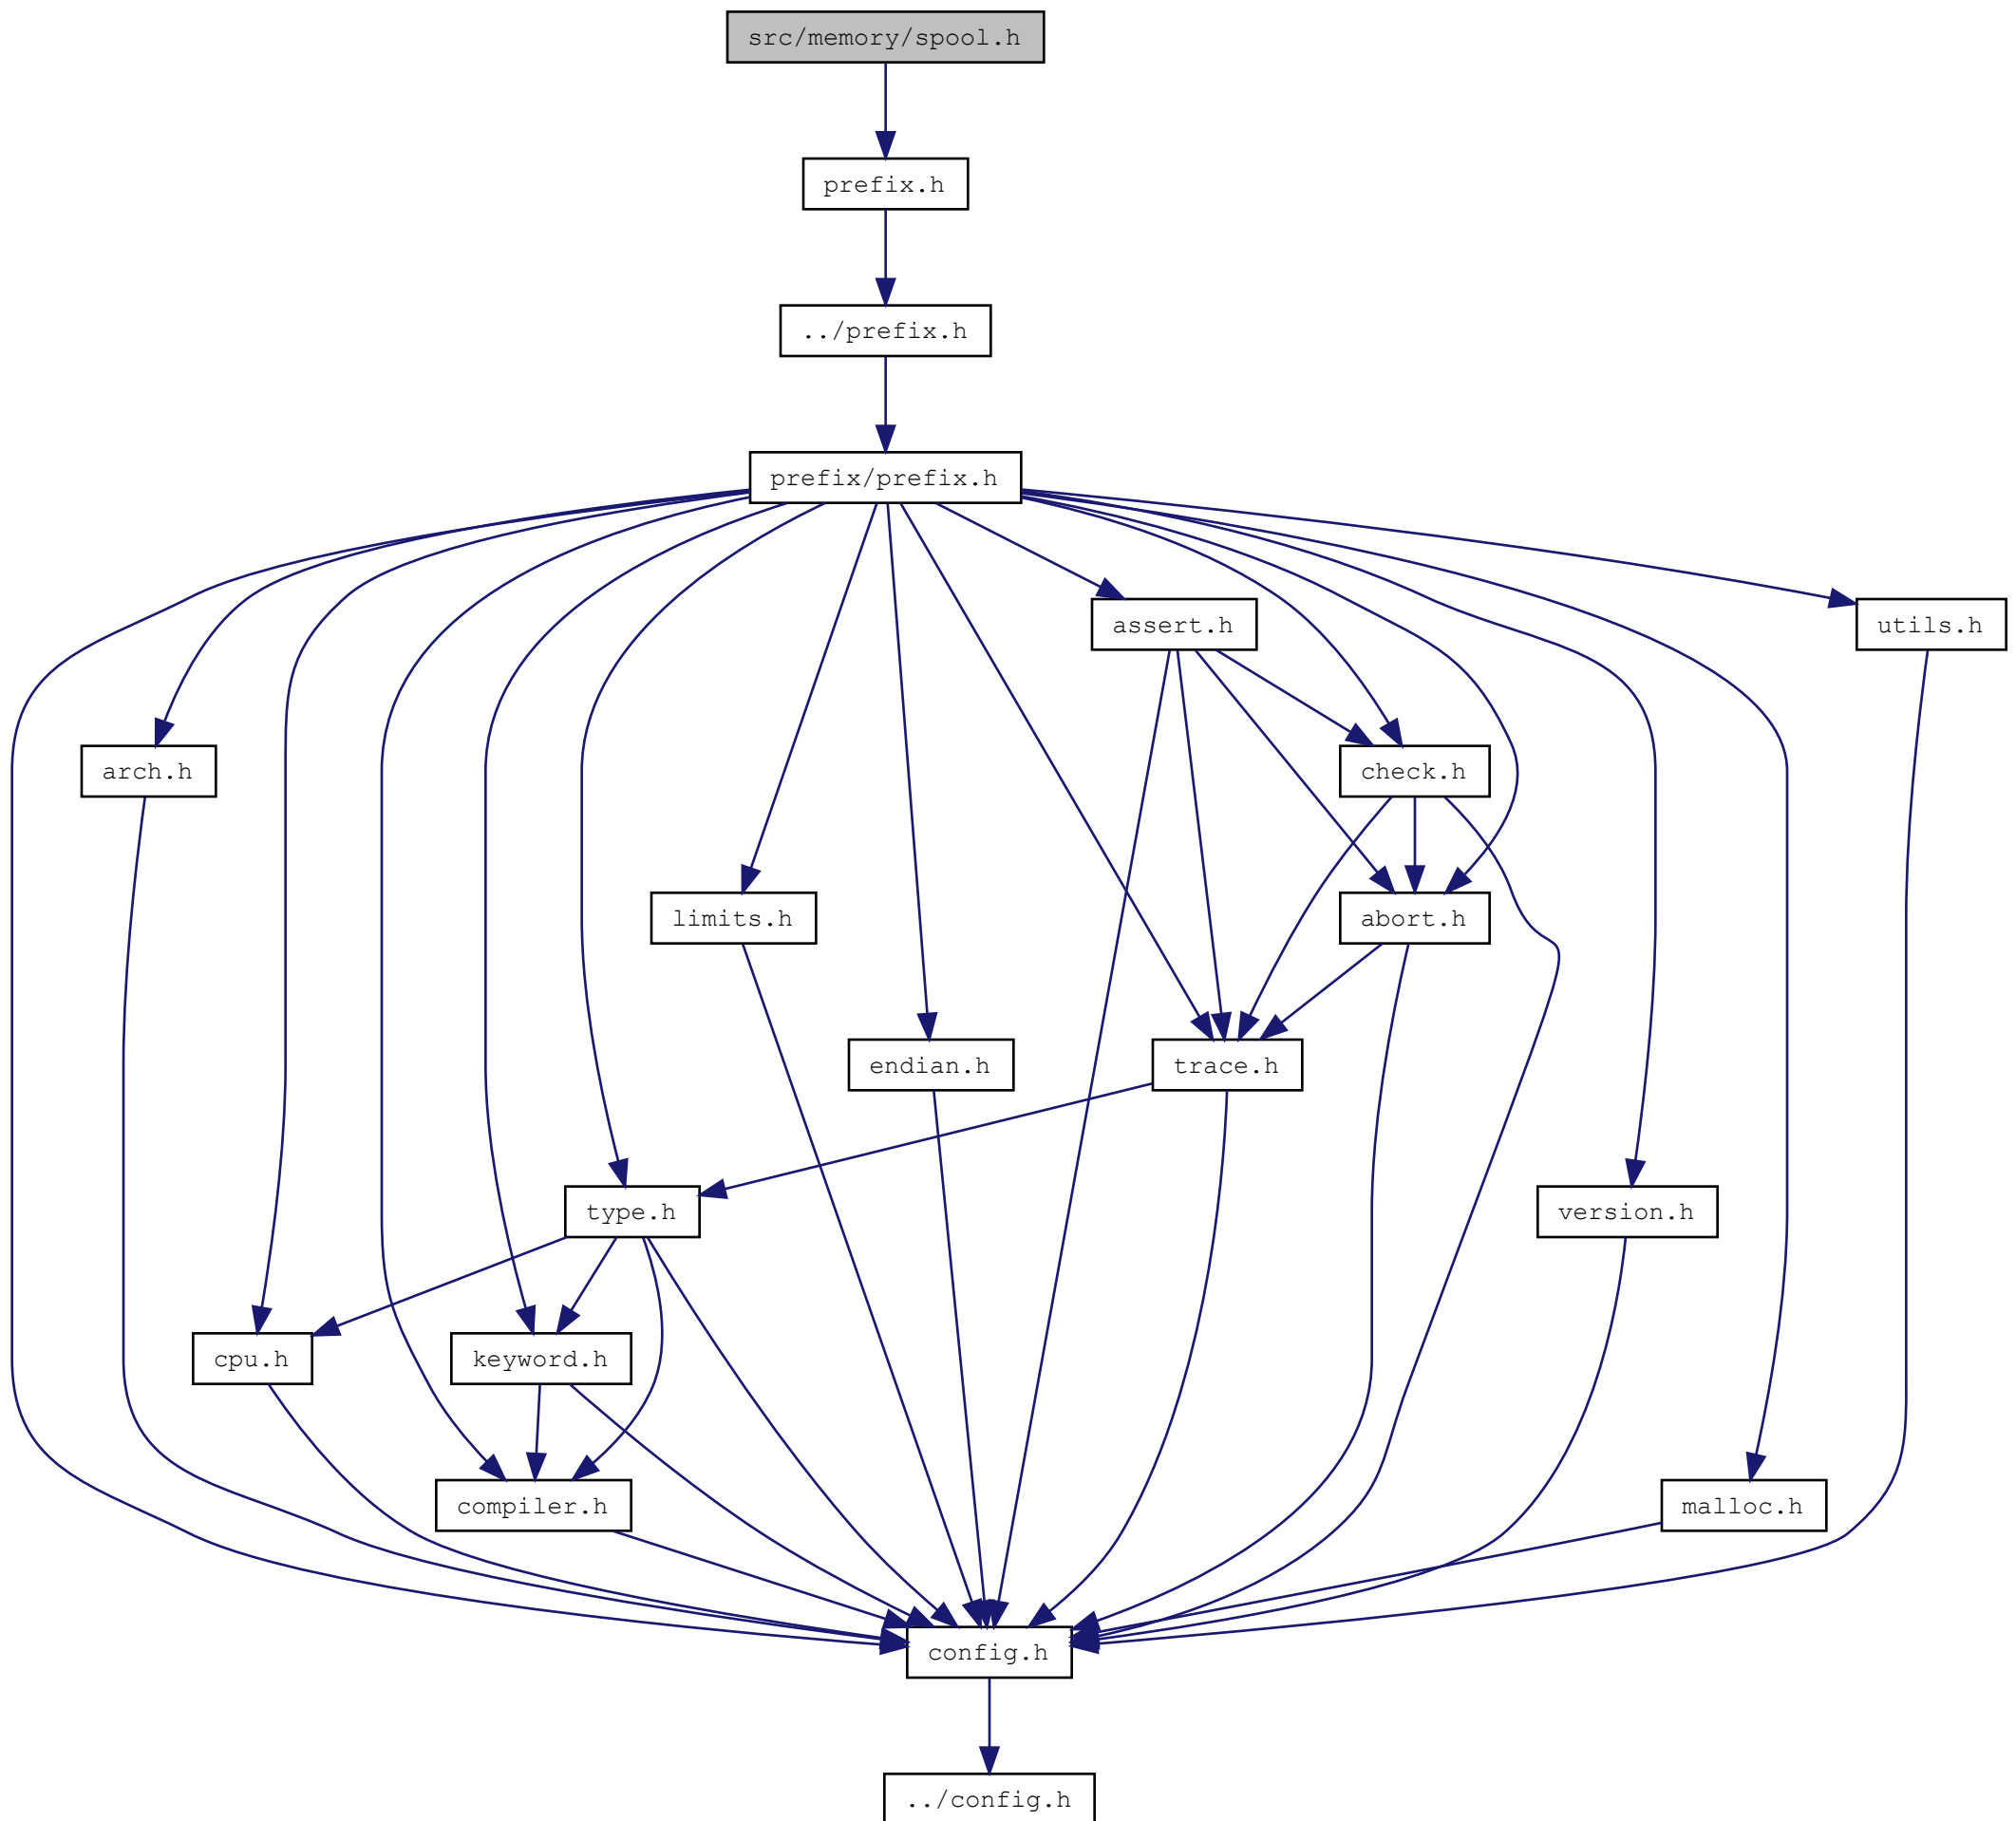 src/memory/spool.h
prefix.h
../prefix.h
prefix/prefix.h
assert.h
utils.h
arch.h
check.h
limits.h
abort.h
endian.h
trace.h
type.h
version.h
cpu.h
keyword.h
compiler.h
malloc.h
config.h
../config.h